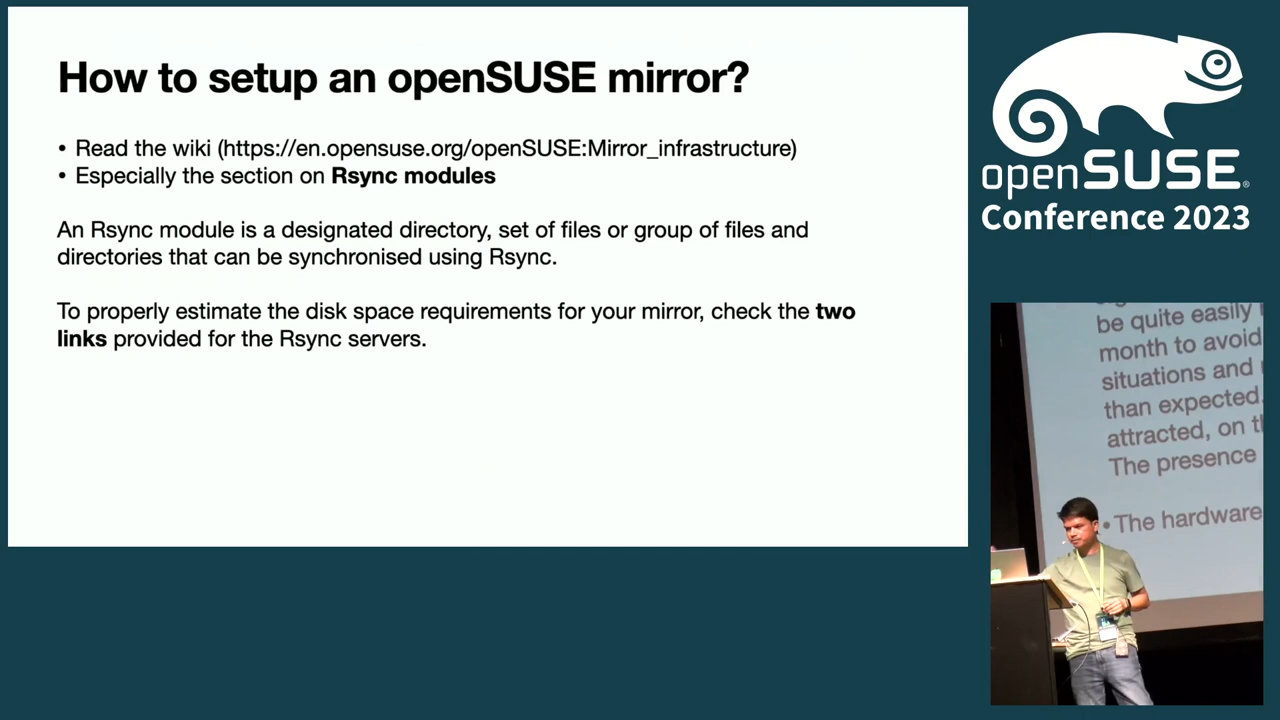 How to setup an openSUSE mirror?
• Read the wiki (https://en.opensuse.org/openSUSE:Mirror_infrastructure)
• Especially the section on Rsync modules
An Rsync module is a designated directory, set of files or group of files and
directories that can be synchronised using Rsync.
To properly estimate the disk space requirements for your mirror, check the two
links provided for the Rsync servers.
openSUSE®
Conference 2023
be quite easily
month to avoid
situations and
than expected.
attracted, on
The presence
• The hardware